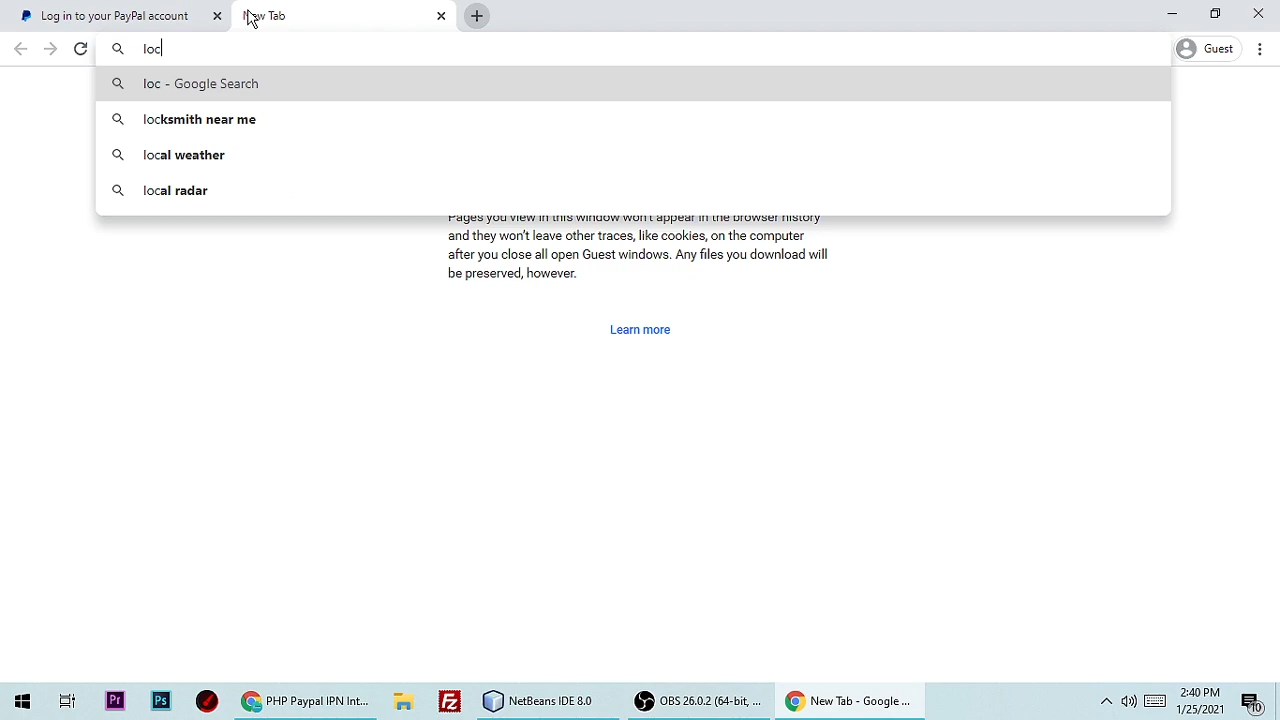 Log in to your PayPal account
New Tab
loc
Guest
loc - Google Search
locksmith near me
local weather
local radar
Pages you view in this window won't appear in the browser history
and they won't leave other traces, like cookies, on the computer
after you close all open Guest windows. Any files you download will
be preserved, however.
Learn more
Pr
Ps
PHP Paypal IPN Int...
Fz
NetBeans IDE 8.0
OBS 26.0.2 (64-bit, ...
New Tab - Google ...
2:40 PM
1/25/2021
10